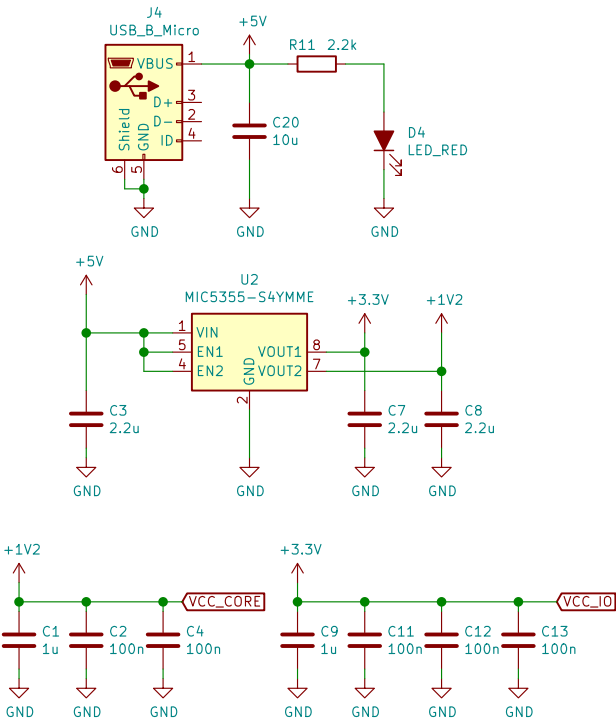 J4
USB_B_Micro
+5V
R11 2.2k
VBUS 1
D+ 3
D- 2
ID 4
Shield
GND
6
5
C20
10u
D4
LED_RED
GND
GND
GND
+5V
U2
MIC5355-S4YMME
+3.3V
+1V2
1 VIN
5 EN1
4 EN2
VOUT1 8
VOUT2 7
GND
2
C3
2.2u
C7
2.2u
C8
2.2u
GND
GND
GND
GND
+1V2
+3.3V
VCC_CORE
VCC_IO
C1
1u
C2
100n
C4
100n
C9
1u
C11
100n
C12
100n
C13
100n
GND
GND
GND
GND
GND
GND
GND